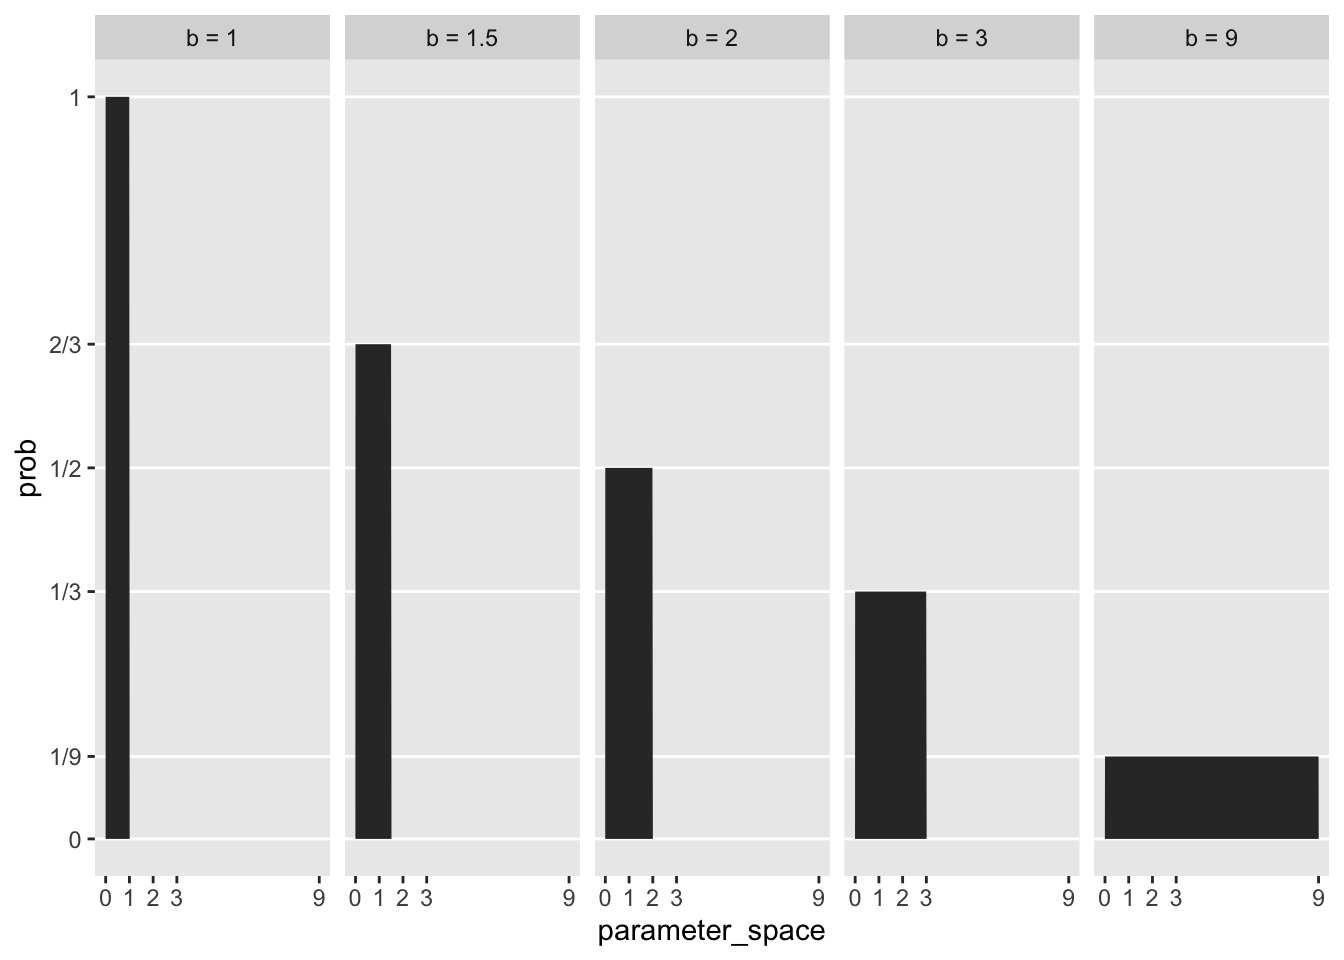 b = 1 b = 1.5 b = 2 b = 3 b = 9
prob
1
2/3
1/2
1/3
1/9
0
0 1 2 3 9 0 1 2 3 9 0 1 2 3 9 0 1 2 3 9 0 1 2 3 9
parameter_space